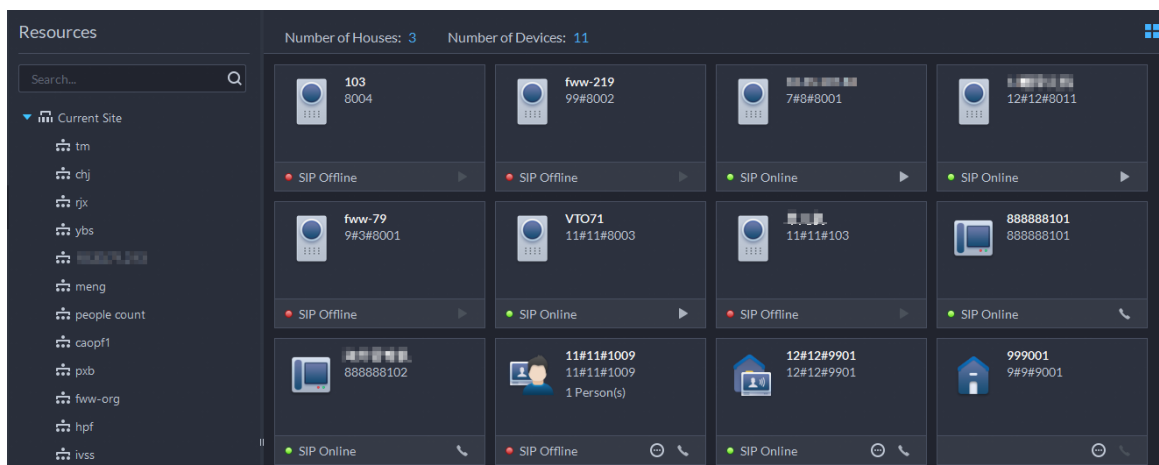 Resources
Number of Houses: 3 Number of Devices: 11
Search...
Current Site
tm
chj
rjx
ybs
meng
people count
caopf1
pxb
fww-org
hpf
ivss
103
8004
SIP Offline
fww-219
99#8002
SIP Offline
7#8#8001
SIP Online
12#12#8011
SIP Online
fww-79
9#3#8001
SIP Offline
VTO71
11#11#8003
SIP Online
11#11#103
SIP Offline
888888101
888888101
SIP Online
888888102
SIP Online
11#11#1009
11#11#1009
1 Person(s)
SIP Offline
12#12#9901
12#12#9901
SIP Online
999001
9#9#9001